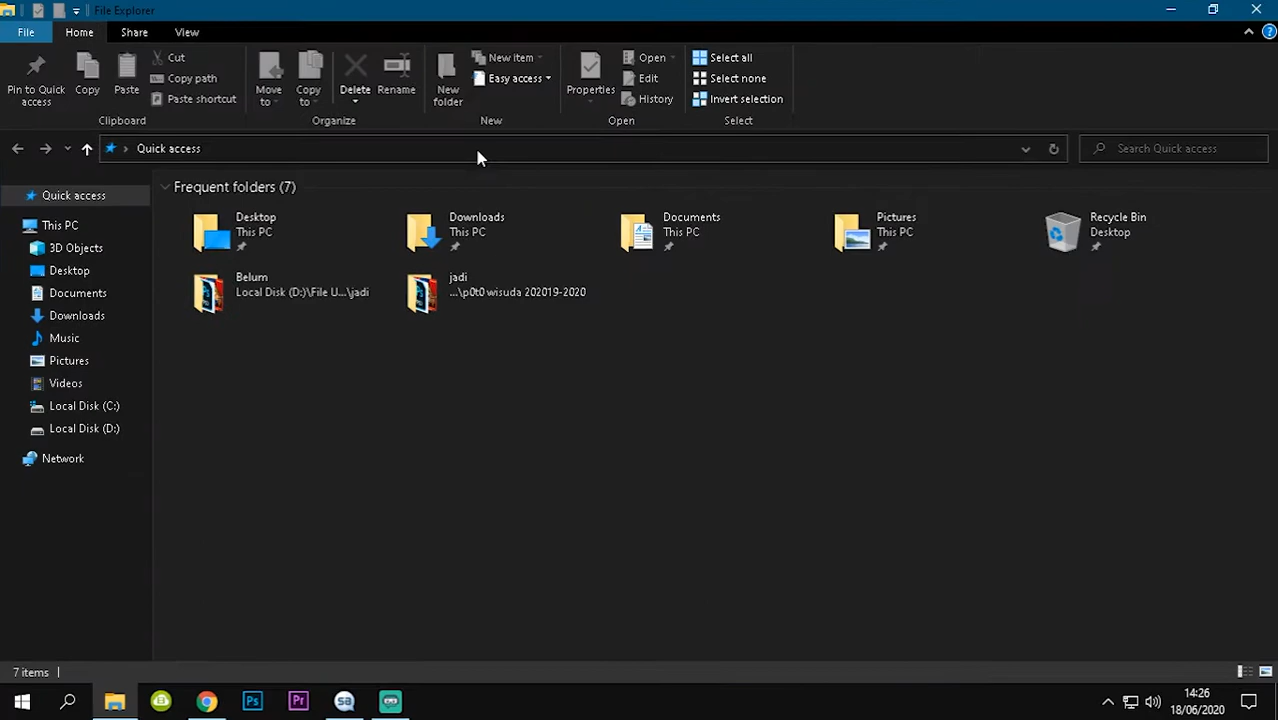 File Explorer
File Home Share View
Pin to Quick access
Copy
Paste
Cut
Copy path
Paste shortcut
Clipboard
Move to
Copy to
Delete
Rename
Organize
New folder
New item
Easy access
New
Properties
Open
Edit
History
Open
Select all
Select none
Invert selection
Select
Quick access
Search Quick access
Quick access
This PC
3D Objects
Desktop
Documents
Downloads
Music
Pictures
Videos
Local Disk (C:)
Local Disk (D:)
Network
Frequent folders (7)
Desktop
This PC
Downloads
This PC
Documents
This PC
Pictures
This PC
Recycle Bin
Desktop
Belum
Local Disk (D:)\File U...\jadi
jadi
...\p0t0 wisuda 202019-2020
7 items
Ps
Pr
14:26
18/06/2020